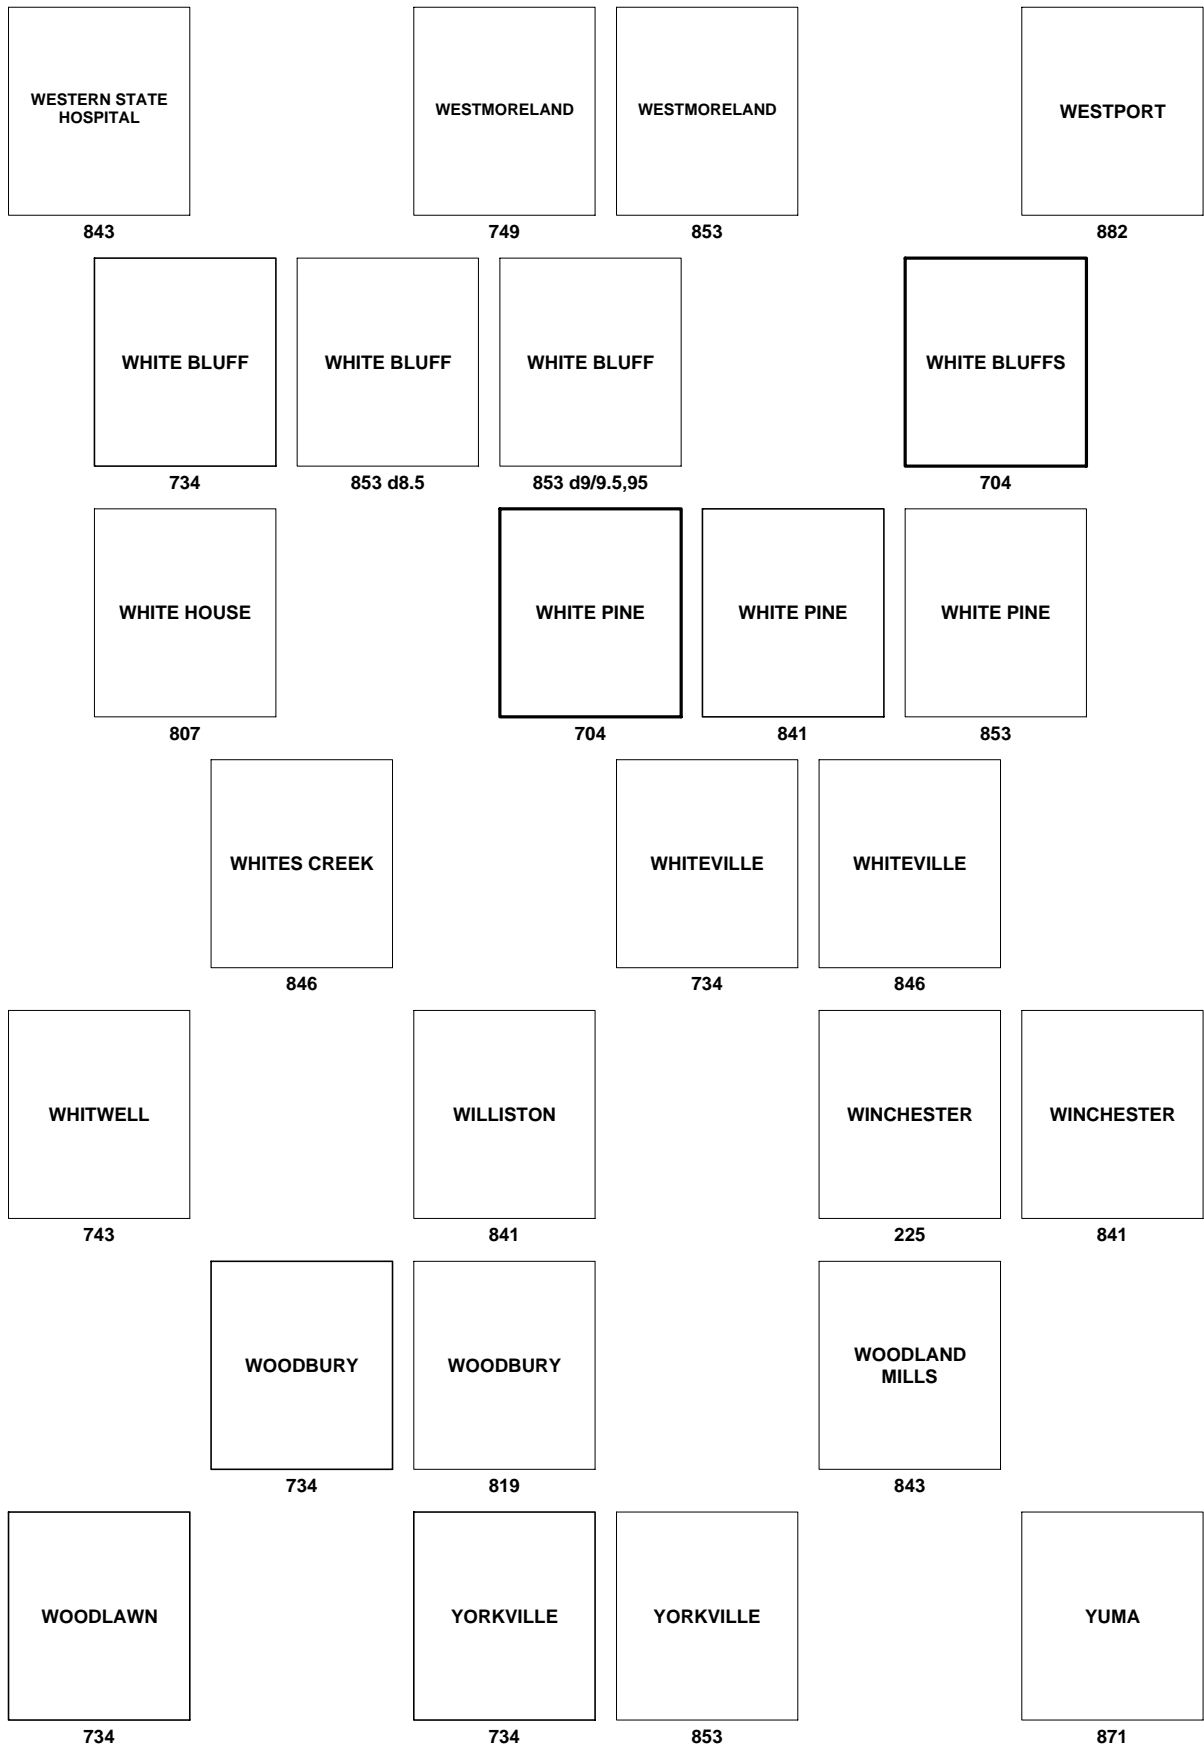 WESTERN STATE
HOSPITAL
843
WESTMORELAND
749
WESTMORELAND
853
WESTPORT
882
WHITE BLUFF
734
WHITE BLUFF
853 d8.5
WHITE BLUFF
853 d9/9.5,95
WHITE BLUFFS
704
WHITE HOUSE
807
WHITE PINE
704
WHITE PINE
841
WHITE PINE
853
WHITES CREEK
846
WHITEVILLE
734
WHITEVILLE
846
WHITWELL
743
WILLISTON
841
WINCHESTER
225
WINCHESTER
841
WOODBURY
734
WOODBURY
819
WOODLAND
MILLS
843
WOODLAWN
734
YORKVILLE
734
YORKVILLE
853
YUMA
871